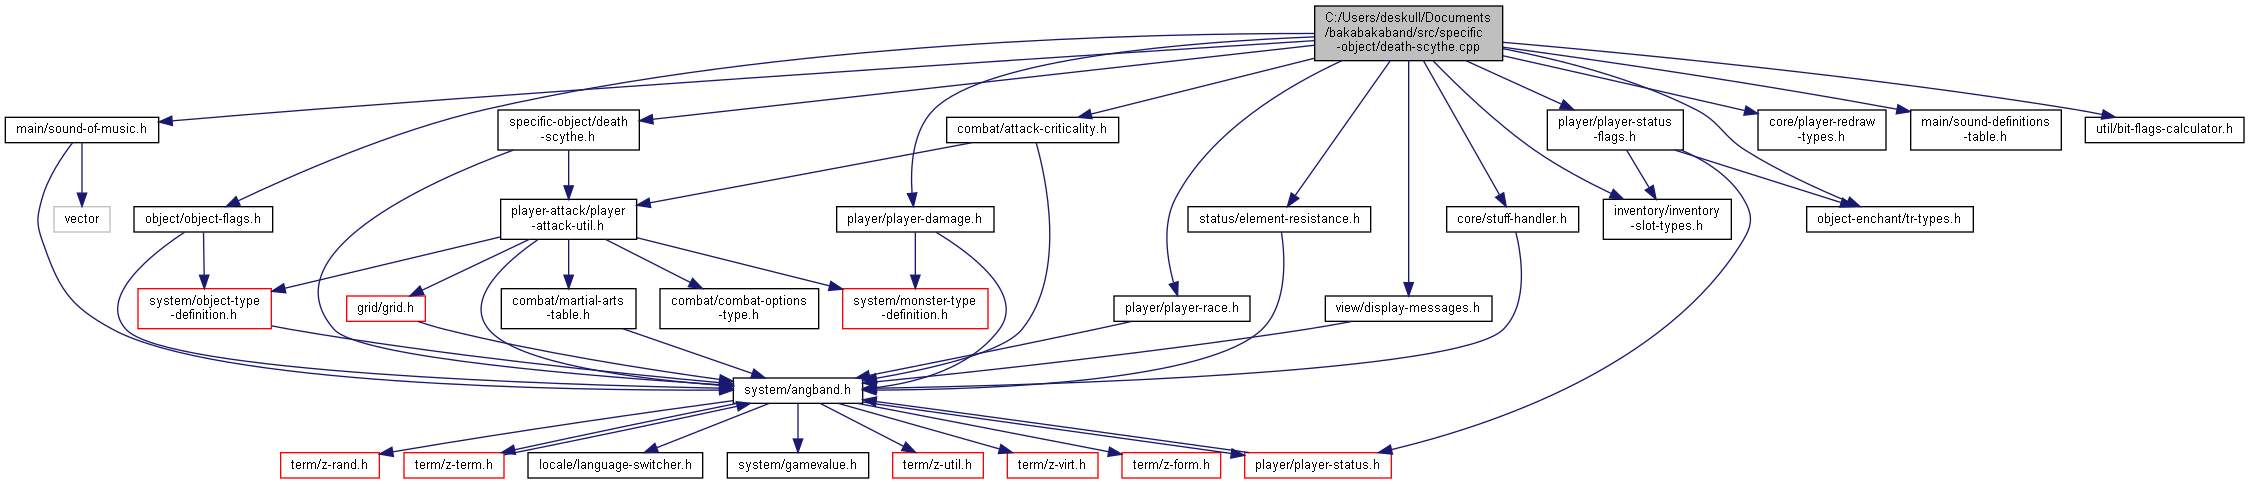 C:/Users/deskull/Documents
/bakabakaband/src/specific
-object/death-scythe.cpp
main/sound-of-music.h
specific-object/death
-scythe.h
combat/attack-criticality.h
player/player-status
-flags.h
core/player-redraw
-types.h
main/sound-definitions
-table.h
util/bit-flags-calculator.h
vector
object/object-flags.h
player-attack/player
-attack-util.h
player/player-damage.h
status/element-resistance.h
core/stuff-handler.h
inventory/inventory
-slot-types.h
object-enchant/tr-types.h
system/object-type
-definition.h
grid/grid.h
combat/martial-arts
-table.h
combat/combat-options
-type.h
system/monster-type
-definition.h
player/player-race.h
view/display-messages.h
system/angband.h
term/z-rand.h
term/z-term.h
locale/language-switcher.h
system/gamevalue.h
term/z-util.h
term/z-virt.h
term/z-form.h
player/player-status.h